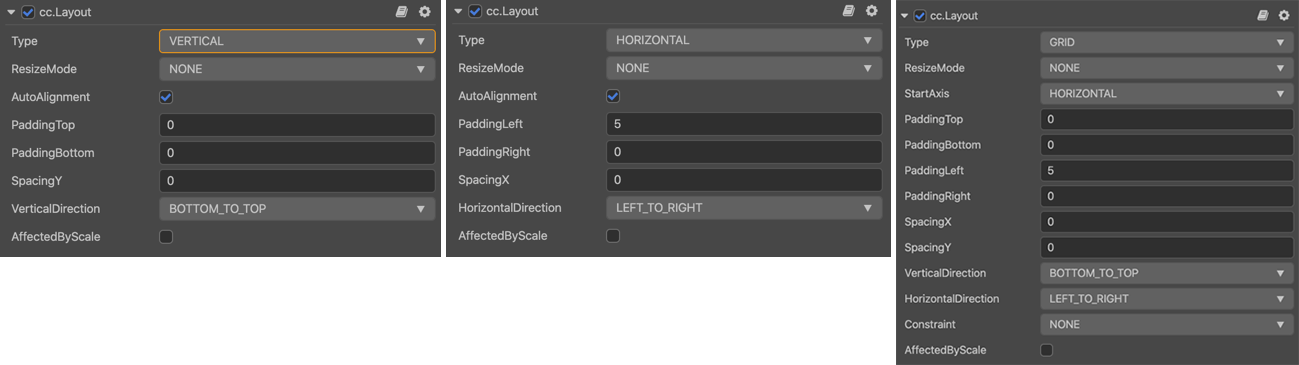 cc.Layout
Type VERTICAL
ResizeMode NONE
AutoAlignment
PaddingTop 0
PaddingBottom 0
SpacingY 0
VerticalDirection BOTTOM_TO_TOP
AffectedByScale
cc.Layout
Type HORIZONTAL
ResizeMode NONE
AutoAlignment
PaddingLeft 5
PaddingRight 0
SpacingX 0
HorizontalDirection LEFT_TO_RIGHT
AffectedByScale
cc.Layout
Type GRID
ResizeMode NONE
StartAxis HORIZONTAL
PaddingTop 0
PaddingBottom 0
PaddingLeft 5
PaddingRight 0
SpacingX 0
SpacingY 0
VerticalDirection BOTTOM_TO_TOP
HorizontalDirection LEFT_TO_RIGHT
Constraint NONE
AffectedByScale